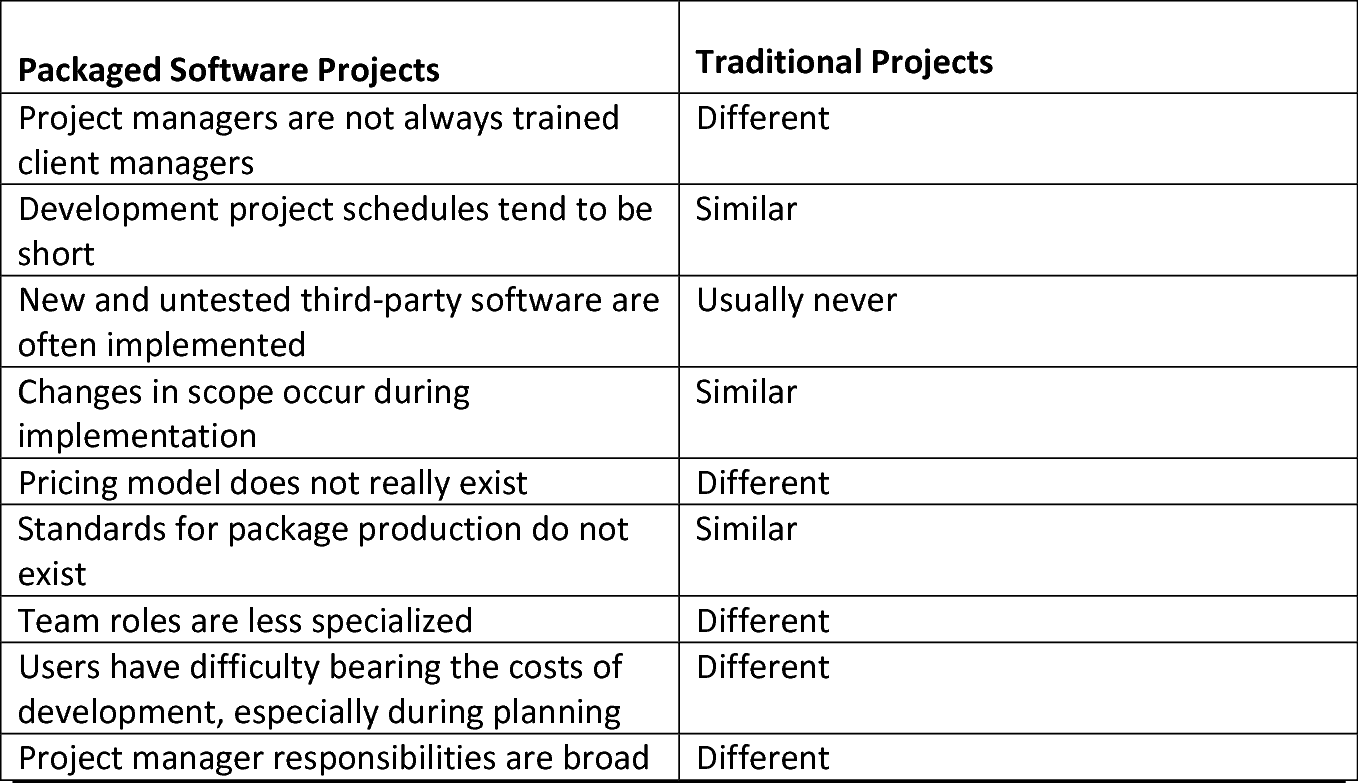 Packaged Software Projects
Traditional Projects
Project managers are not always trained
client managers
Different
Development project schedules tend to be
short
Similar
New and untested third-party software are
often implemented
Usually never
Changes in scope occur during
implementation
Similar
Pricing model does not really exist
Different
Standards for package production do not
exist
Similar
Team roles are less specialized
Different
Users have difficulty bearing the costs of
development, especially during planning
Different
Project manager responsibilities are broad
Different